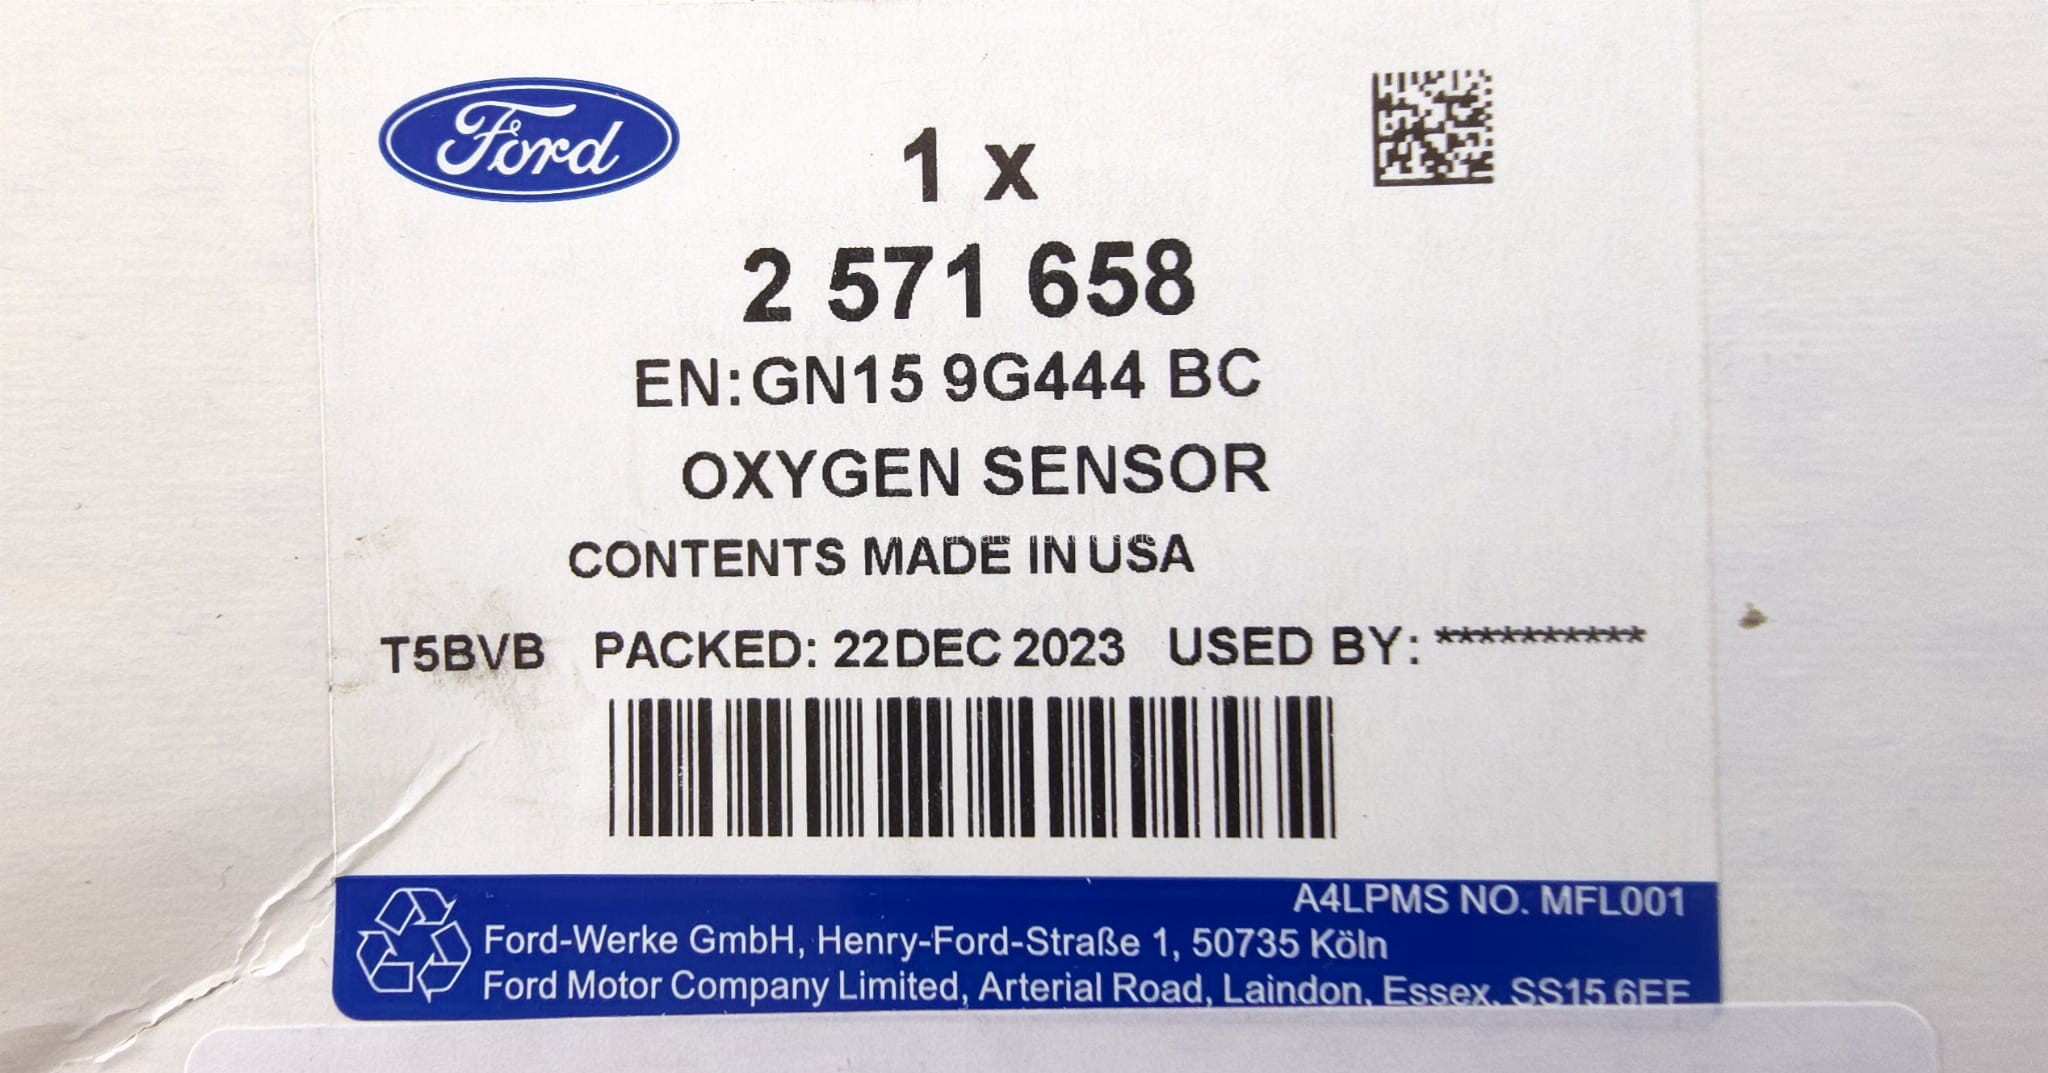 Ford
1 x
2 571 658
EN:GN15 9G444 BC
OXYGEN SENSOR
CONTENTS MADE IN USA
T5BVB PACKED: 22DEC 2023 USED BY: **********
A4LPMS NO. MFL001
Ford-Werke GmbH, Henry-Ford-Straße 1, 50735 Köln
Ford Motor Company Limited, Arterial Road, Laindon, Essex, SS15 6EE